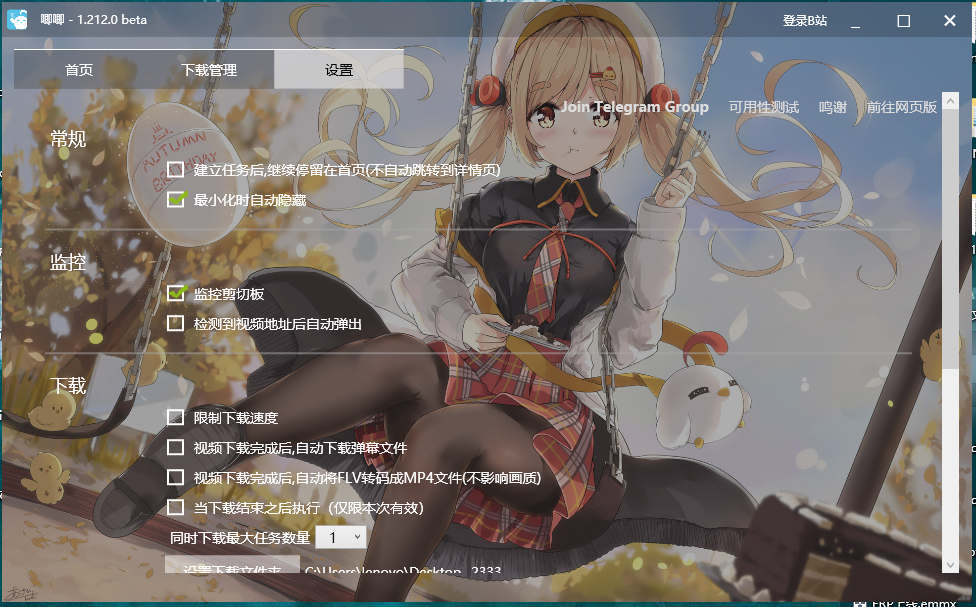 唧唧 - 1.212.0 beta
登录B站
首页 下载管理 设置
Join Telegram Group 可用性测试 鸣谢 前往网页版
常规
建立任务后,继续停留在首页(不自动跳转到详情页)
最小化时自动隐藏
监控
监控剪切板
检测到视频地址后自动弹出
下载
限制下载速度
视频下载完成后,自动下载弹幕文件
视频下载完成后,自动将FLV转码成MP4文件(不影响画质)
当下载结束之后执行（仅限本次有效）
同时下载最大任务数量 1
设置下载文件夹 C:\Users\lenovo\Desktop 2333
AUTUMN